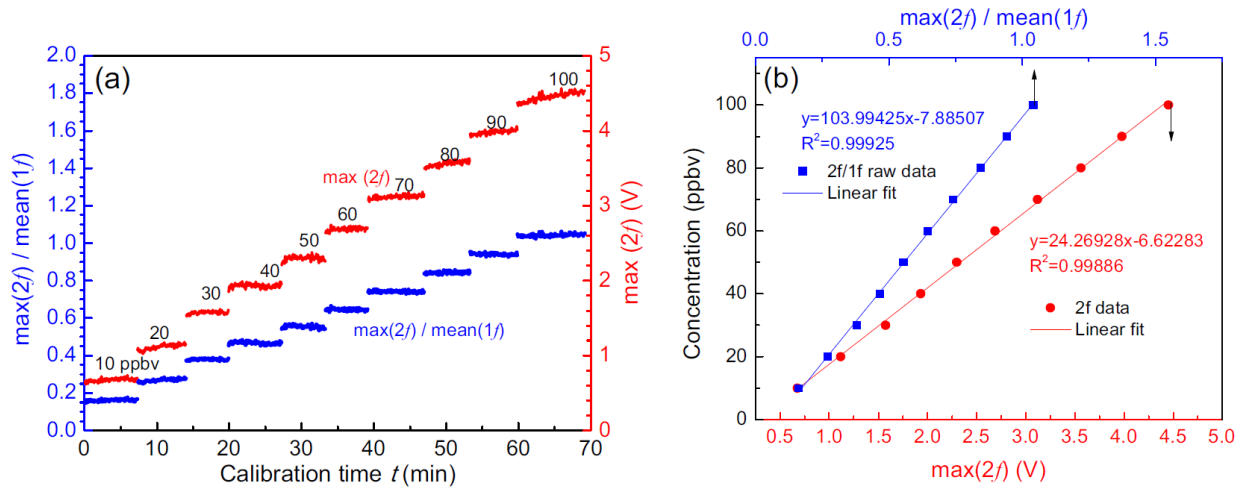 (a)
2.0
1.8
1.6
1.4
1.2
1.0
0.8
0.6
0.4
0.2
0.0
max(2f) / mean(1f)
5
4
3
2
1
0
max (2f) (V)
10 ppbv
20
30
40
50
60
70
80
90
100
max (2f)
max(2f) / mean(1f)
0 10 20 30 40 50 60 70
Calibration time t (min)
max(2f) / mean(1f)
0.0 0.5 1.0 1.5
(b)
100
80
60
40
20
0
Concentration (ppbv)
y=103.99425x-7.88507
R²=0.99925
2f/1f raw data
Linear fit
y=24.26928x-6.62283
R²=0.99886
2f data
Linear fit
0.5 1.0 1.5 2.0 2.5 3.0 3.5 4.0 4.5 5.0
max(2f) (V)